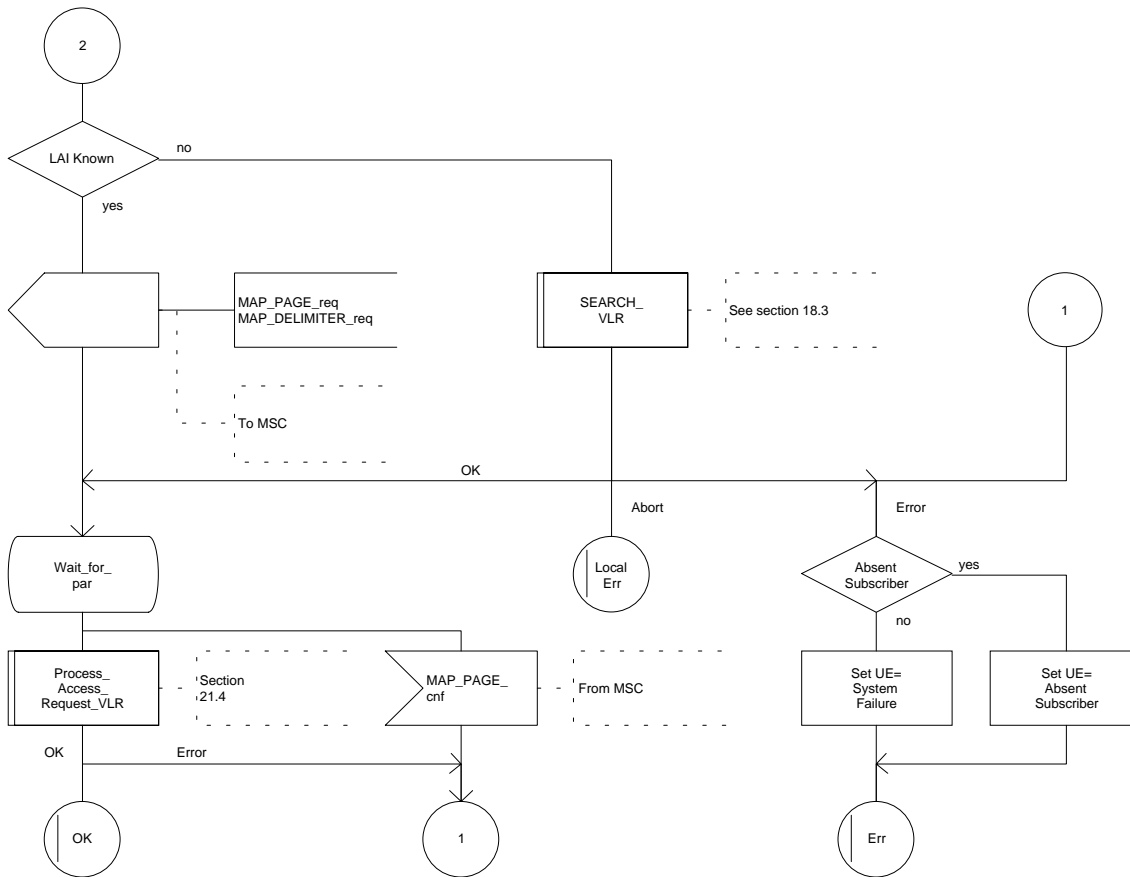 2
LAI Known
no
yes
MAP_PAGE_req
MAP_DELIMITER_req
SEARCH_
VLR
See section 18.3
1
To MSC
OK
Abort
Error
Wait_for_
par
Local
Err
Absent
Subscriber
yes
no
Process_
Access_
Request_VLR
Section
21.4
MAP_PAGE_
cnf
From MSC
Set UE=
System
Failure
Set UE=
Absent
Subscriber
OK
Error
OK
1
Err